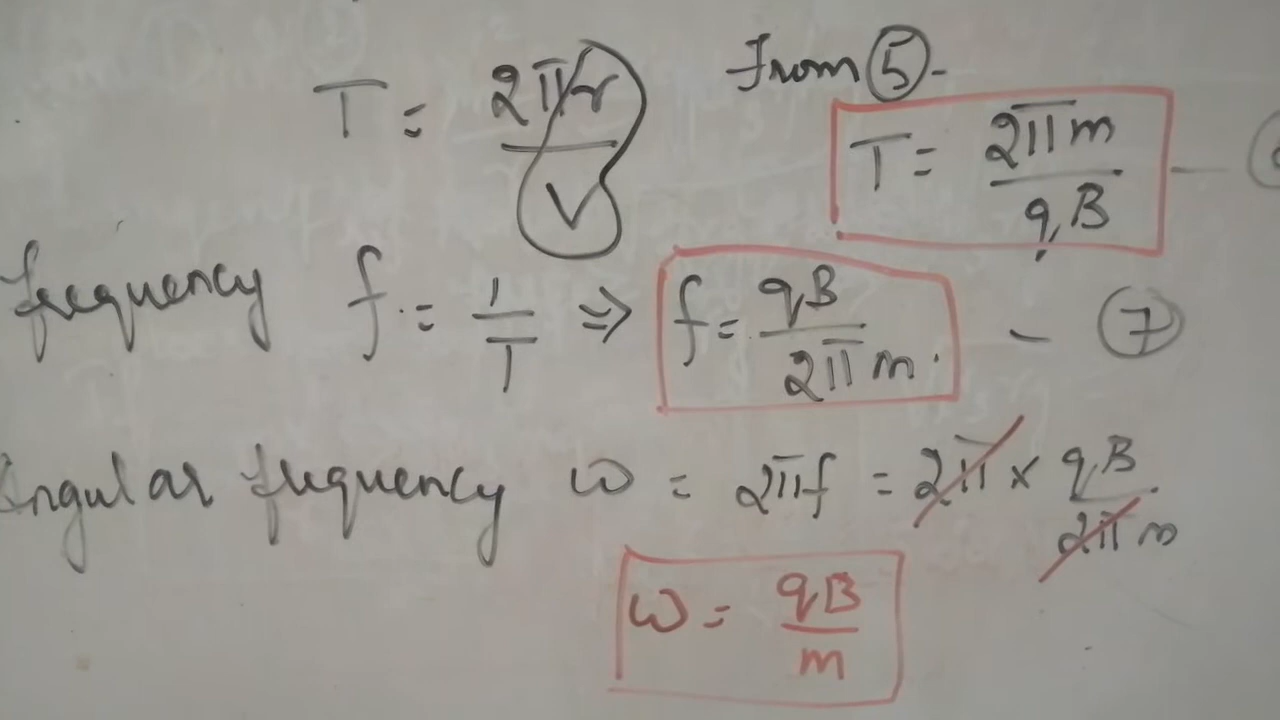 T = 2πr/V From ⑤-
T = 2πm/qB —
frequency f = 1/T ⇒ f = qB/2πm. - ⑦
Angular frequency ω = 2πf = 2π × qB/2πm
ω = qB/m